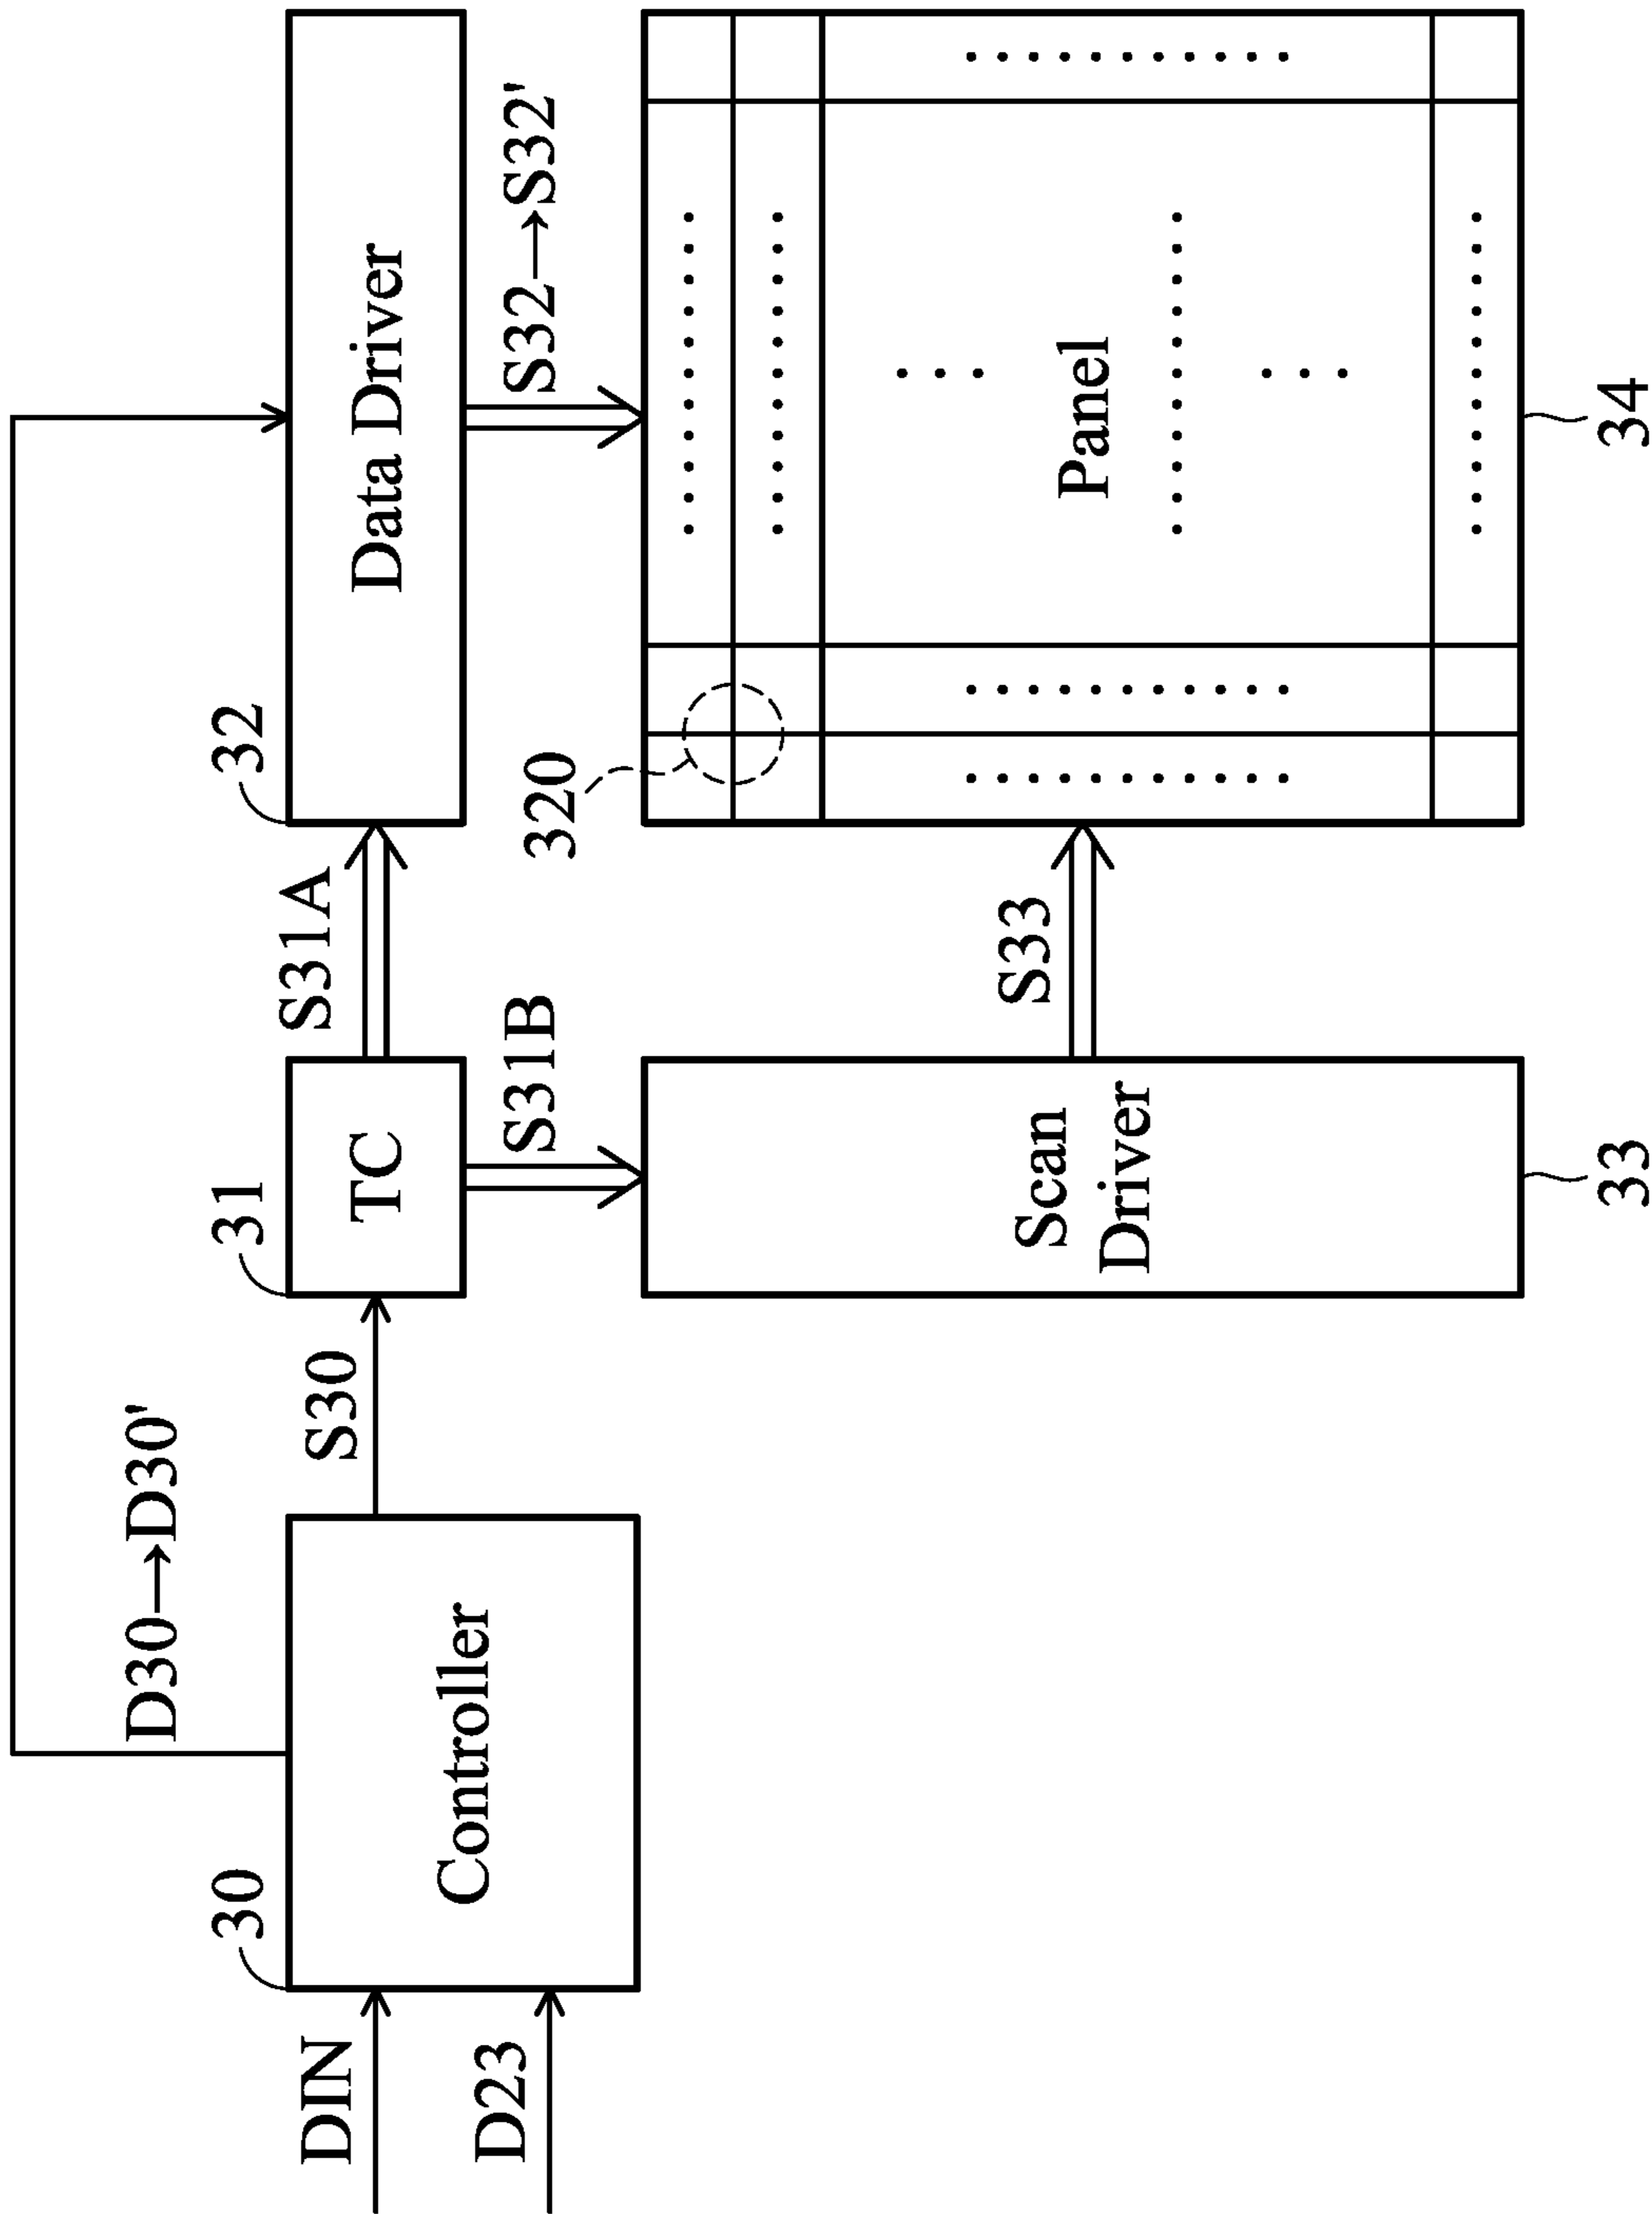 D30→D30'
30
31
32
DIN
S30
S31A
Controller
TC
Data Driver
D23
S31B
S32→S32'
320
S33
Scan
Driver
Panel
33
34